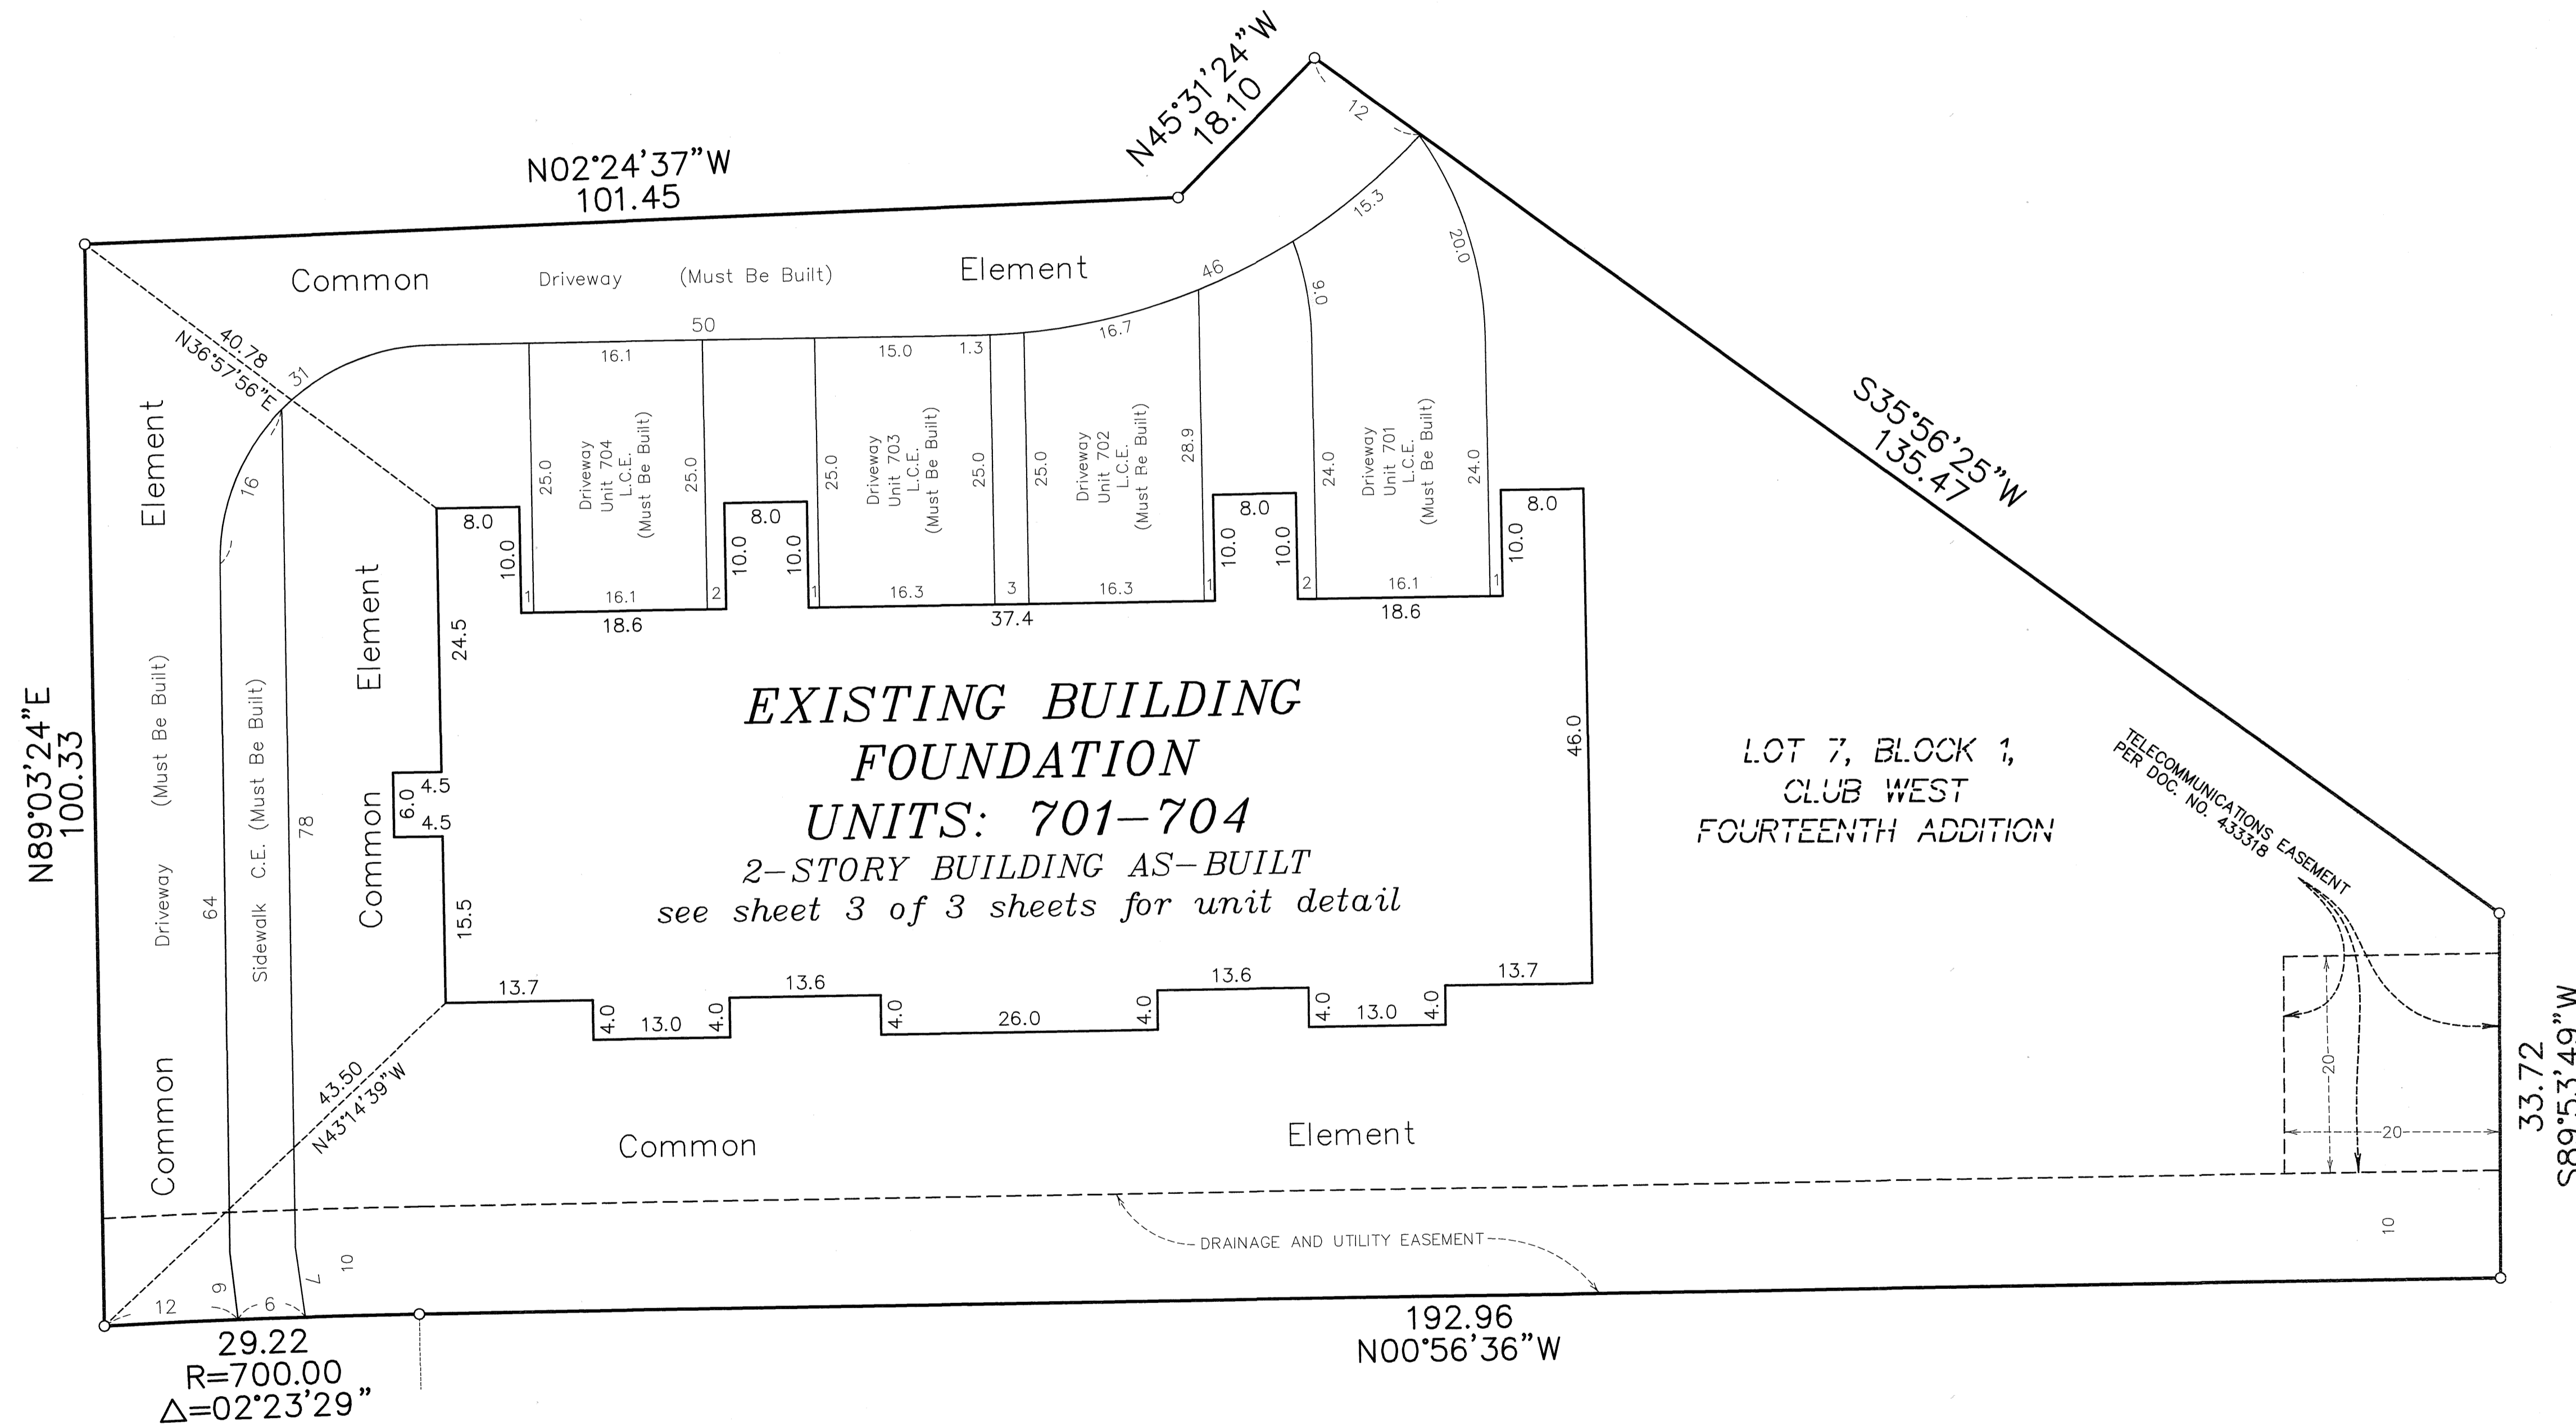 N45°31'24"W
18.10
N02°24'37"W
101.45
12
15.3
20.0
46
9.0
Common
Driveway
(Must Be Built)
Element
50
16.1
15.0
1.3
16.7
40.78
N36°57'56"E
31
16
Element
25.0
Driveway
Unit 704
L.C.E.
(Must Be Built)
25.0
25.0
Driveway
Unit 703
L.C.E.
(Must Be Built)
25.0
25.0
Driveway
Unit 702
L.C.E.
(Must Be Built)
28.9
24.0
Driveway
Unit 701
L.C.E.
(Must Be Built)
24.0
S35°56'25"W
135.47
8.0
10.0
8.0
10.0
10.0
8.0
10.0
10.0
8.0
10.0
1
16.1
2
1
16.3
3
16.3
1
2
16.1
1
18.6
37.4
18.6
24.5
Element
EXISTING BUILDING
FOUNDATION
UNITS: 701-704
2-STORY BUILDING AS-BUILT
see sheet 3 of 3 sheets for unit detail
46.0
LOT 7, BLOCK 1,
CLUB WEST
FOURTEENTH ADDITION
TELECOMMUNICATIONS EASEMENT
PER DOC. NO. 433318
N89°03'24"E
100.33
Driveway
(Must Be Built)
64
Sidewalk C.E. (Must Be Built)
78
Common
4.5
6.0
4.5
15.5
13.7
4.0
13.0
4.0
13.6
4.0
26.0
4.0
13.6
4.0
13.0
4.0
13.7
43.50
N43°14'39"W
Common
Common
Element
20
20
33.72
S89°53'49"W
DRAINAGE AND UTILITY EASEMENT
10
10
12
9
6
7
29.22
R=700.00
Δ=02°23'29"
192.96
N00°56'36"W